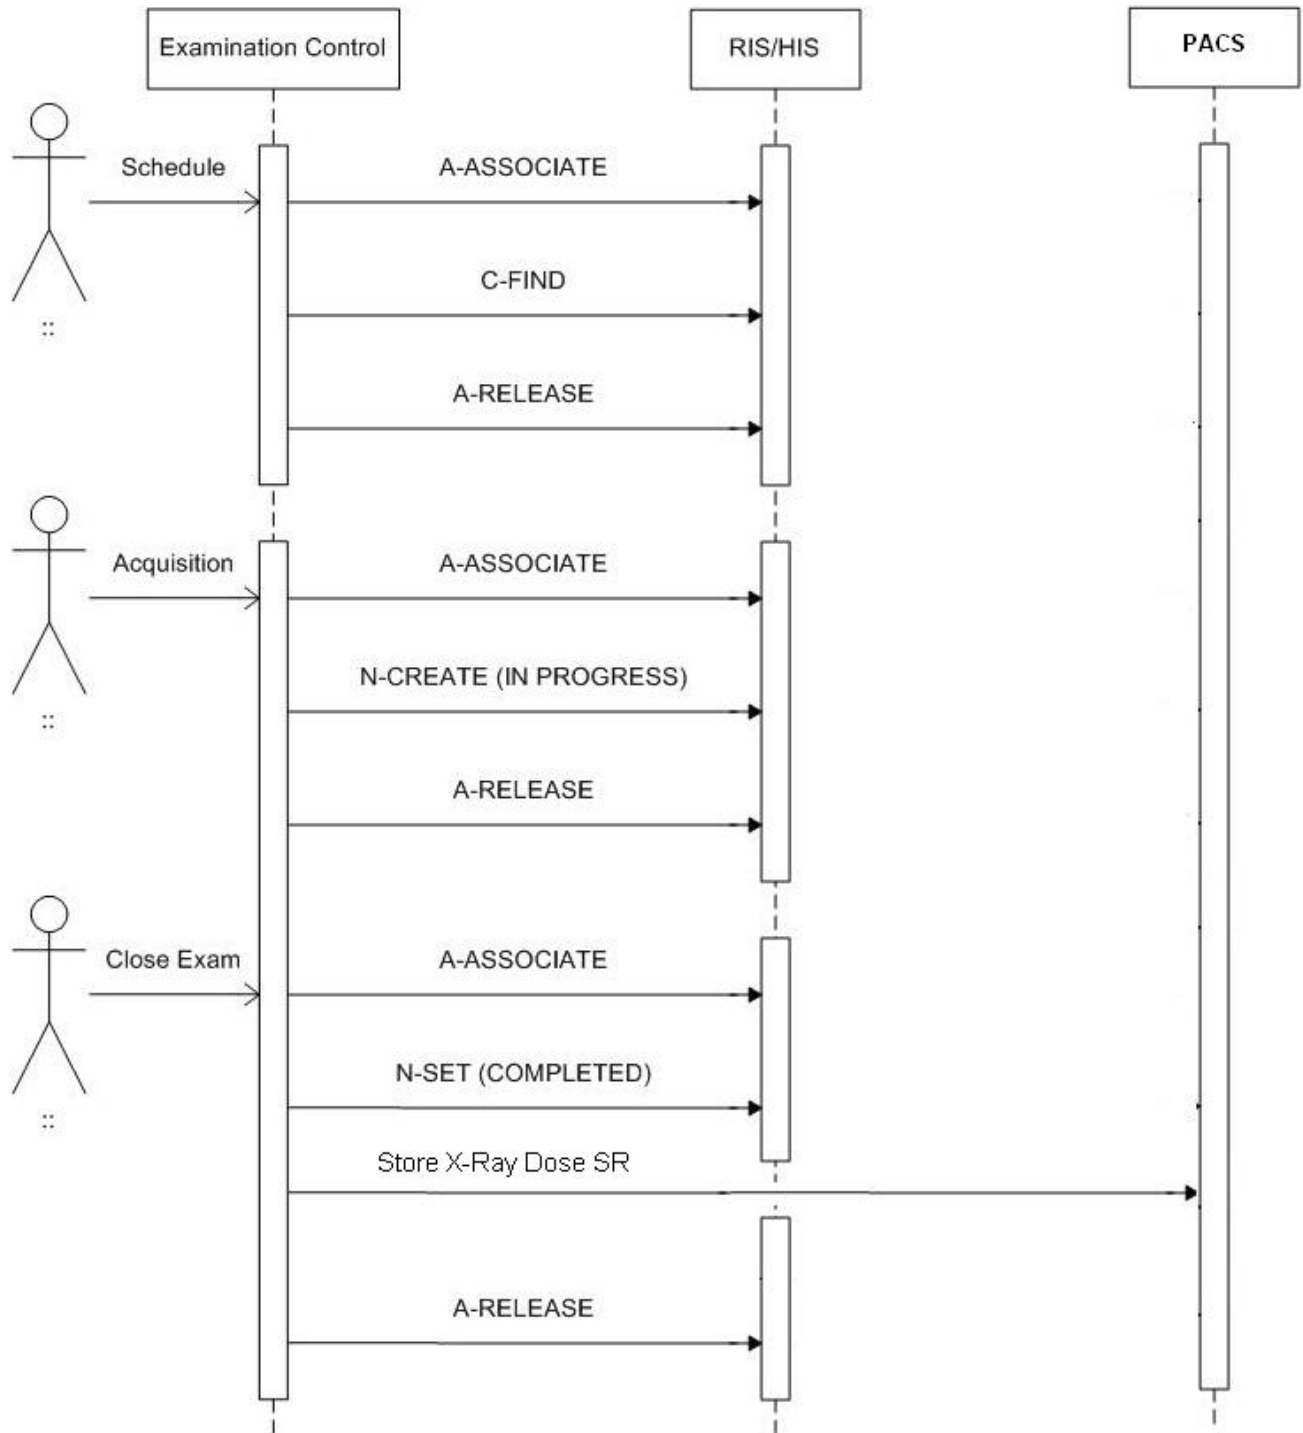 Examination Control
RIS/HIS
PACS
Schedule
A-ASSOCIATE
C-FIND
::
A-RELEASE
Acquisition
A-ASSOCIATE
N-CREATE (IN PROGRESS)
::
A-RELEASE
Close Exam
A-ASSOCIATE
N-SET (COMPLETED)
::
Store X-Ray Dose SR
A-RELEASE